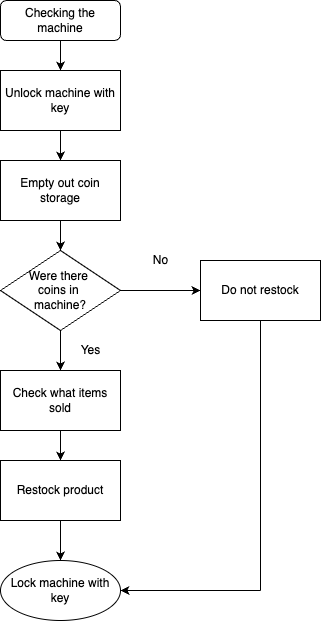 Checking the
machine
Unlock machine with
key
Empty out coin
storage
Were there
coins in
machine?
No
Do not restock
Yes
Check what items
sold
Restock product
Lock machine with
key